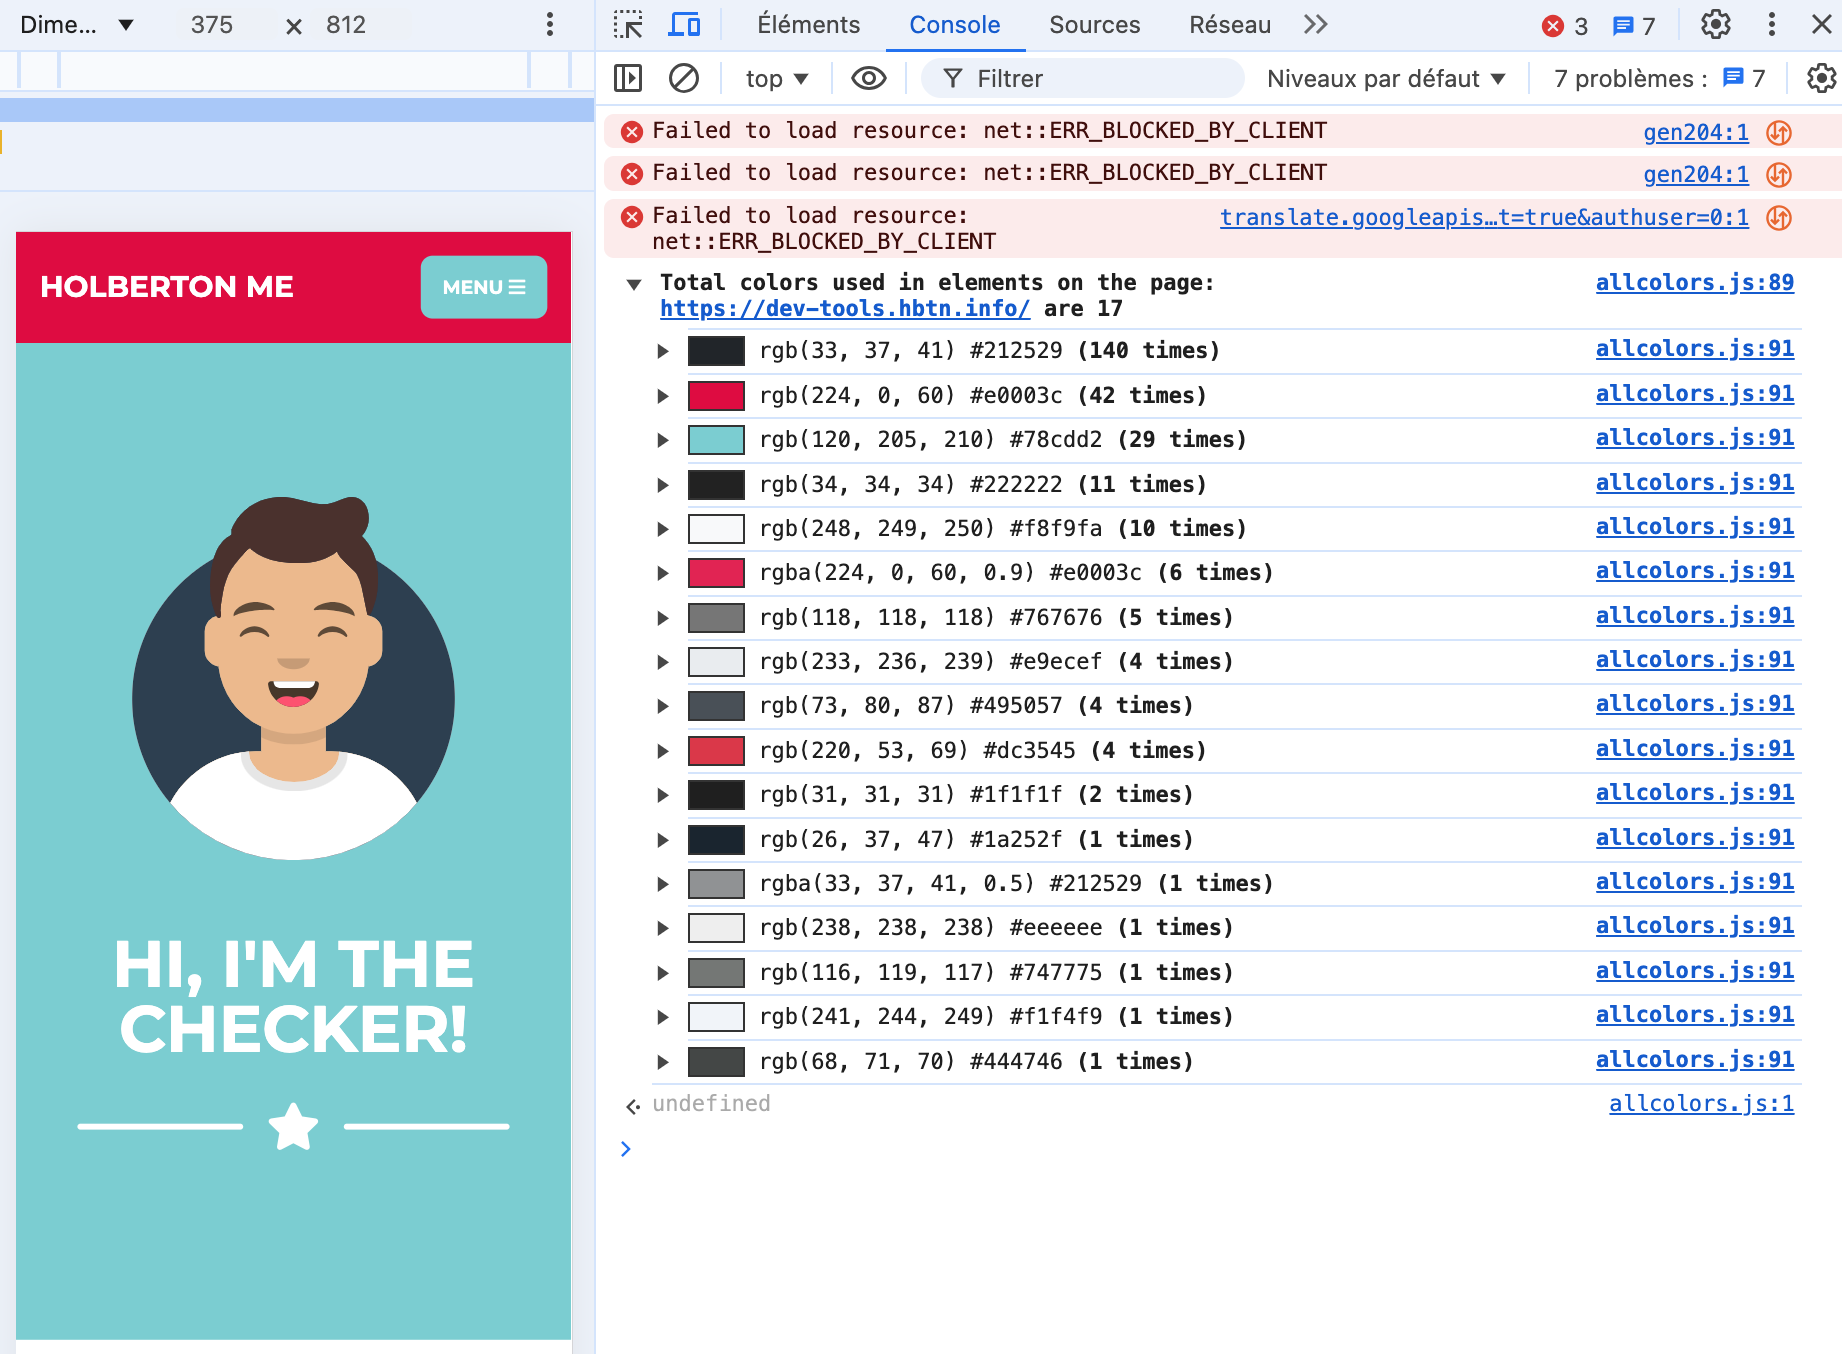 Dime... 375 × 812
Éléments Console Sources Réseau 3 7
top Filtrer Niveaux par défaut 7 problèmes : 7
Failed to load resource: net::ERR_BLOCKED_BY_CLIENT gen204:1
Failed to load resource: net::ERR_BLOCKED_BY_CLIENT gen204:1
Failed to load resource: translate.googleapis…t=true&authuser=0:1
net::ERR_BLOCKED_BY_CLIENT
Total colors used in elements on the page: allcolors.js:89
https://dev-tools.hbtn.info/ are 17
rgb(33, 37, 41) #212529 (140 times) allcolors.js:91
rgb(224, 0, 60) #e0003c (42 times) allcolors.js:91
rgb(120, 205, 210) #78cdd2 (29 times) allcolors.js:91
rgb(34, 34, 34) #222222 (11 times) allcolors.js:91
rgb(248, 249, 250) #f8f9fa (10 times) allcolors.js:91
rgba(224, 0, 60, 0.9) #e0003c (6 times) allcolors.js:91
rgb(118, 118, 118) #767676 (5 times) allcolors.js:91
rgb(233, 236, 239) #e9ecef (4 times) allcolors.js:91
rgb(73, 80, 87) #495057 (4 times) allcolors.js:91
rgb(220, 53, 69) #dc3545 (4 times) allcolors.js:91
rgb(31, 31, 31) #1f1f1f (2 times) allcolors.js:91
rgb(26, 37, 47) #1a252f (1 times) allcolors.js:91
rgba(33, 37, 41, 0.5) #212529 (1 times) allcolors.js:91
rgb(238, 238, 238) #eeeeee (1 times) allcolors.js:91
rgb(116, 119, 117) #747775 (1 times) allcolors.js:91
rgb(241, 244, 249) #f1f4f9 (1 times) allcolors.js:91
rgb(68, 71, 70) #444746 (1 times) allcolors.js:91
undefined allcolors.js:1
HOLBERTON ME MENU
HI, I'M THE
CHECKER!